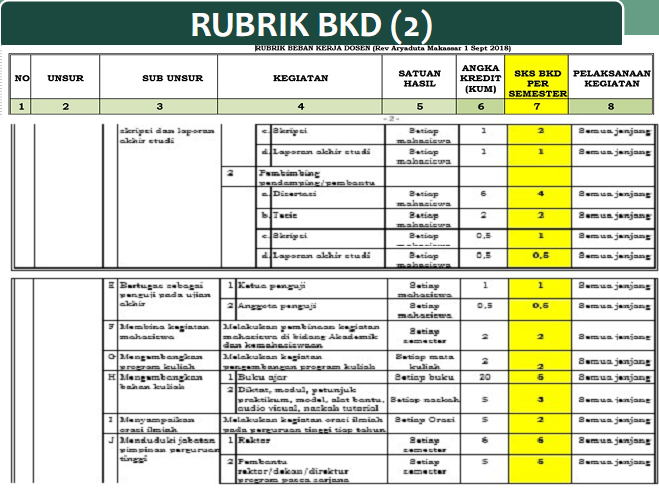 RUBRIK BKD (2)
RUBRIK BEBAN KERJA DOSEN (Rev Aryaduta Makassar 1 Sept 2018)
NO UNSUR SUB UNSUR KEGIATAN SATUAN HASIL ANGKA KREDIT (KUM) SKS BKD PER SEMESTER PELAKSANAAN KEGIATAN
1 2 3 4 5 6 7 8
-2-
skripsi dan laporan akhir studi c. Skripsi Setiap mahasiswa 1 2 Semua jenjang
d. Laporan akhir studi Setiap mahasiswa 1 1 Semua jenjang
2 Pembimbing pendamping/pembantu
a. Disertasi Setiap mahasiswa 6 4 Semua jenjang
b. Tesis Setiap mahasiswa 2 2 Semua jenjang
c. Skripsi Setiap mahasiswa 0,5 1 Semua jenjang
d. Laporan akhir studi Setiap mahasiswa 0,5 0,5 Semua jenjang
E Bertugas sebagai penguji pada ujian akhir 1 Ketua penguji Setiap mahasiswa 1 1 Semua jenjang
2 Anggota penguji Setiap mahasiswa 0,5 0,5 Semua jenjang
F Membina kegiatan mahasiswa Melakukan pembinaan kegiatan mahasiswa di bidang Akademik dan kemahasiswaan Setiap semester 2 2 Semua jenjang
G Mengembangkan program kuliah Melakukan kegiatan pengembangan program kuliah Setiap mata kuliah 2 2 Semua jenjang
H Mengembangkan bahan kuliah 1 Buku ajar Setiap buku 20 5 Semua jenjang
2 Diktat, modul, petunjuk praktikum, model, alat bantu, audio visual, naskah tutorial Setiap naskah 5 3 Semua jenjang
I Menyampaikan orasi ilmiah Melakukan kegiatan orasi ilmiah pada perguruan tinggi tiap tahun Setiap Orasi 5 2 Semua jenjang
J Menduduki jabatan pimpinan perguruan tinggi 1 Rektor Setiap semester 6 6 Semua jenjang
2 Pembantu rektor/dekan/direktur program pasca sarjana Setiap semester 5 5 Semua jenjang